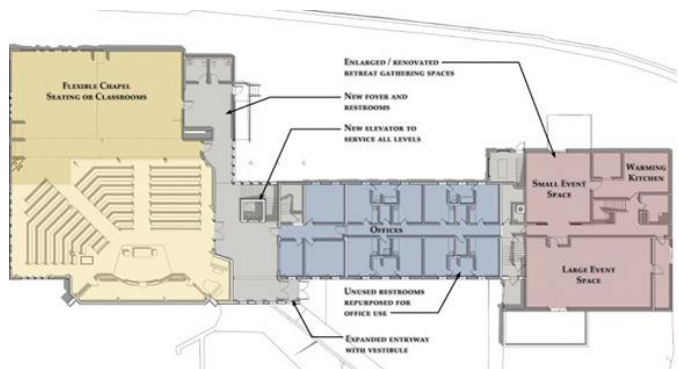 Enlarged / renovated
retreat gathering spaces
Flexible Chapel
Seating or Classrooms
New foyer and
restrooms
New elevator to
service all levels
Warming
Kitchen
Small Event
Space
Offices
Large Event
Space
Unused restrooms
repurposed for
office use
Expanded entryway
with vestibule